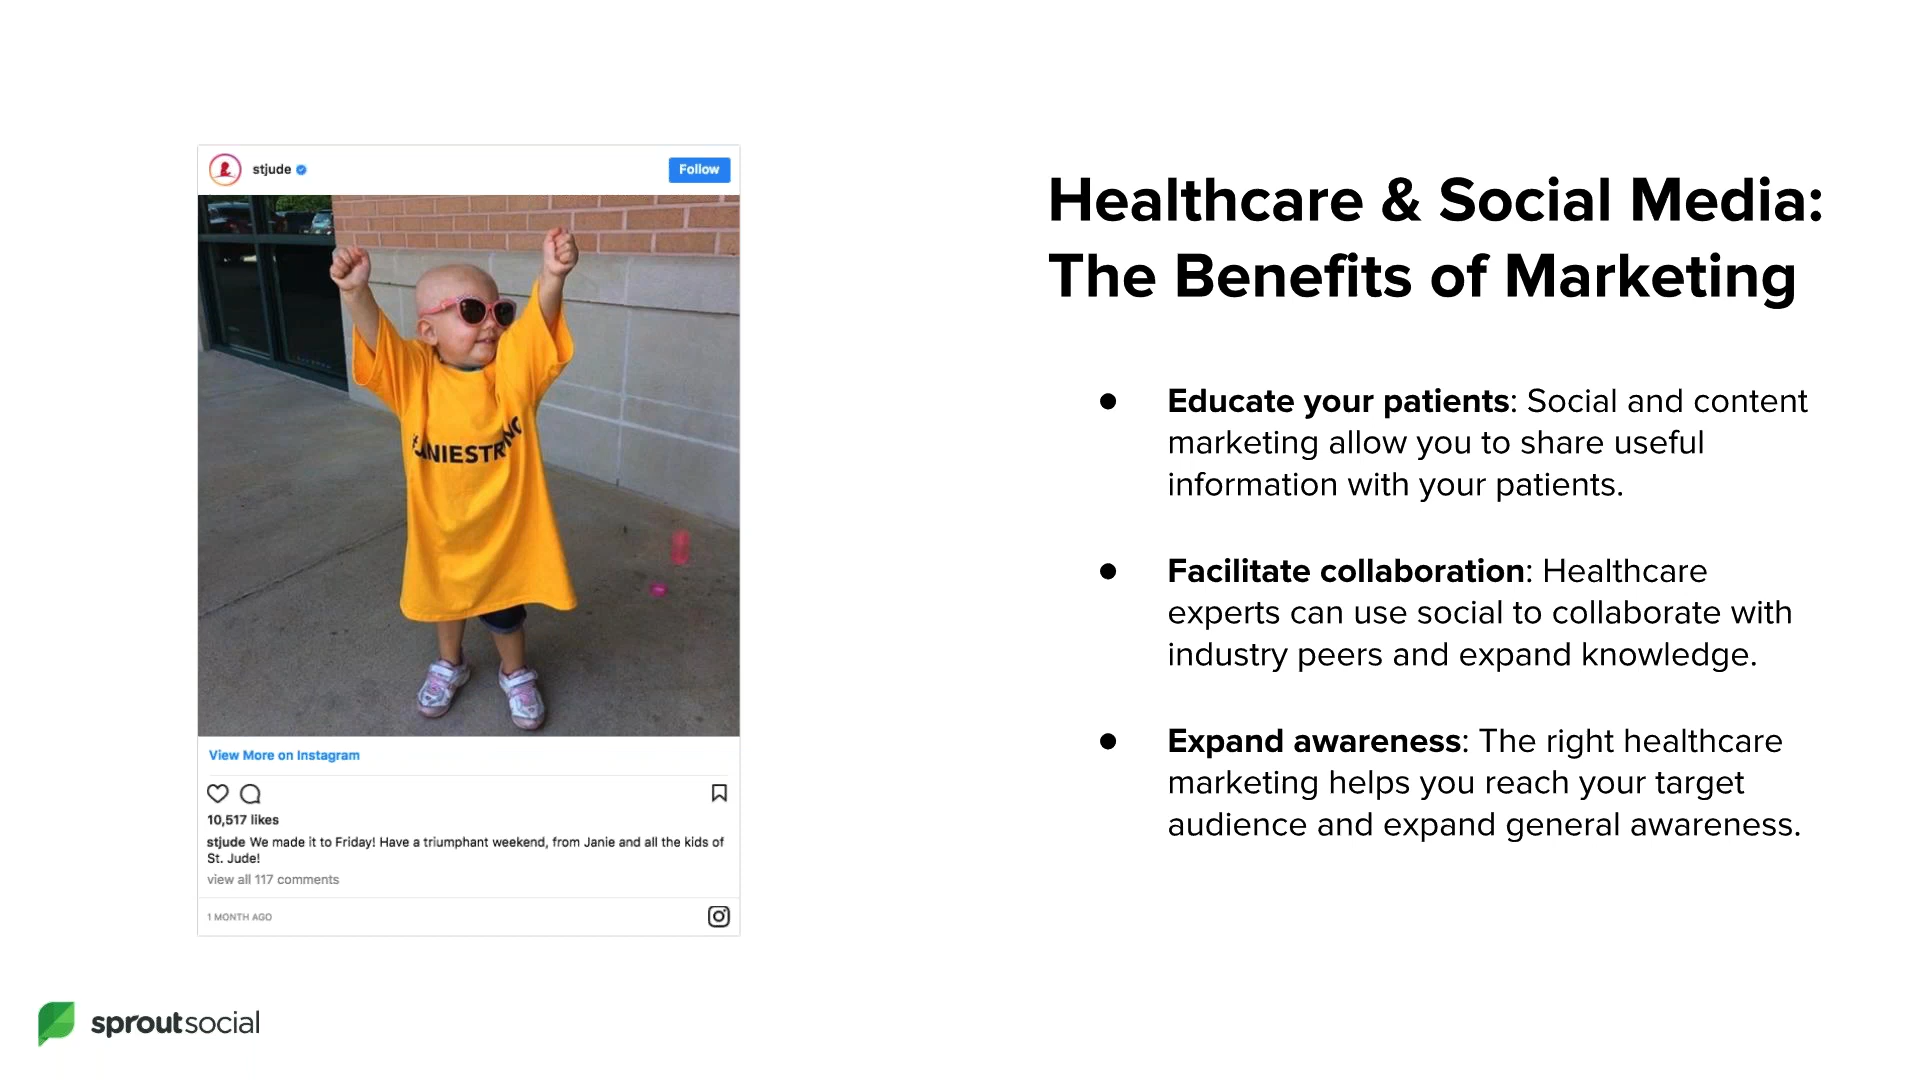 stjude
Follow
View More on Instagram
10,517 likes
stjude We made it to Friday! Have a triumphant weekend, from Janie and all the kids of
St. Jude!
view all 117 comments
1 MONTH AGO
Healthcare & Social Media:
The Benefits of Marketing
● Educate your patients: Social and content
marketing allow you to share useful
information with your patients.
● Facilitate collaboration: Healthcare
experts can use social to collaborate with
industry peers and expand knowledge.
● Expand awareness: The right healthcare
marketing helps you reach your target
audience and expand general awareness.
sproutsocial